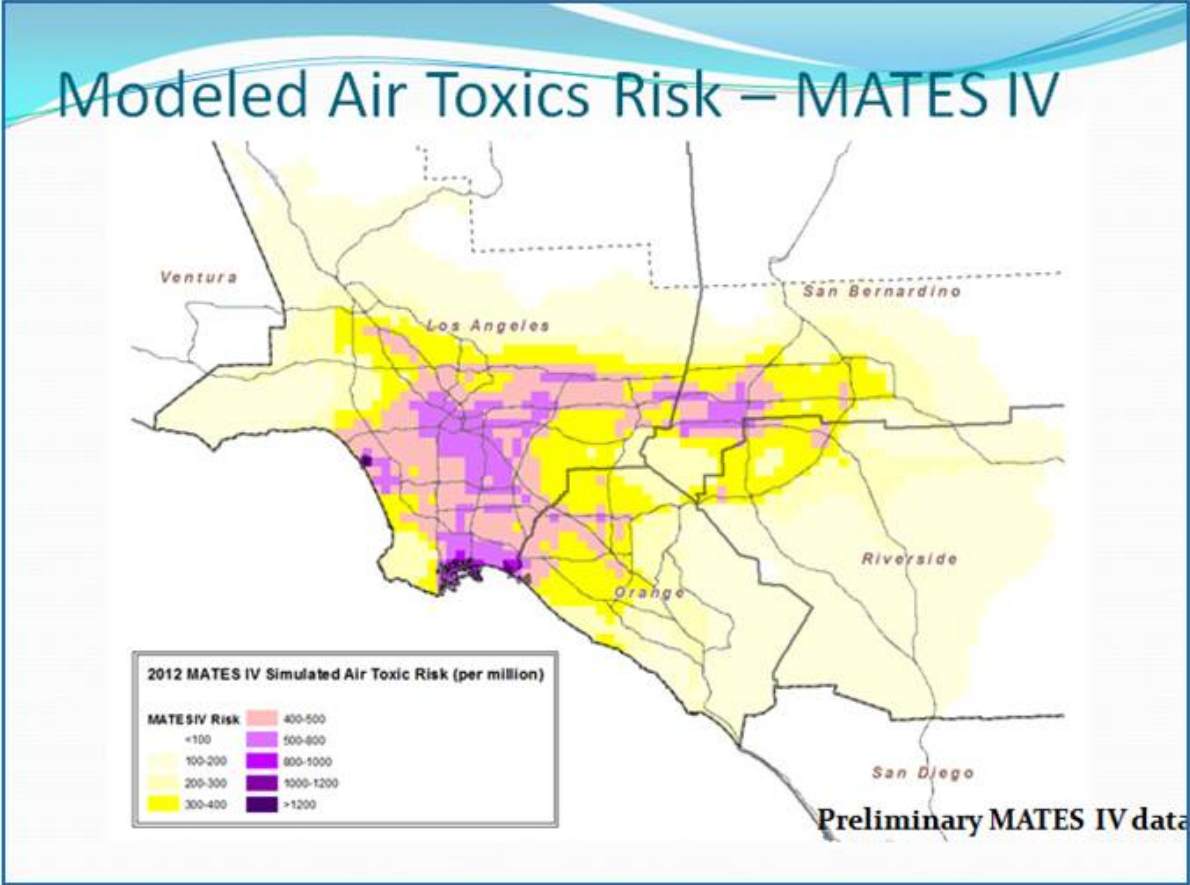 Modeled Air Toxics Risk – MATES IV
Ventura
San Bernardino
Los Angeles
Riverside
Orange
San Diego
2012 MATES IV Simulated Air Toxic Risk (per million)
MATESIV Risk
<100
100-200
200-300
300-400
400-500
500-800
800-1000
1000-1200
>1200
Preliminary MATES IV data